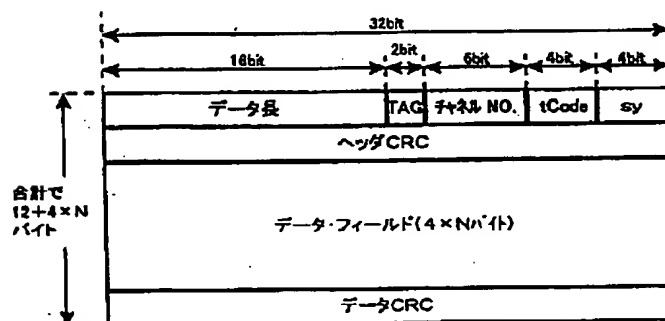 32bit
16bit 2bit 6bit 4bit 4bit
データ長 TAG チャネル NO. tCode sy
ヘッダCRC
合計で
12+4×N
バイト
データ・フィールド(4×Nバイト)
データCRC